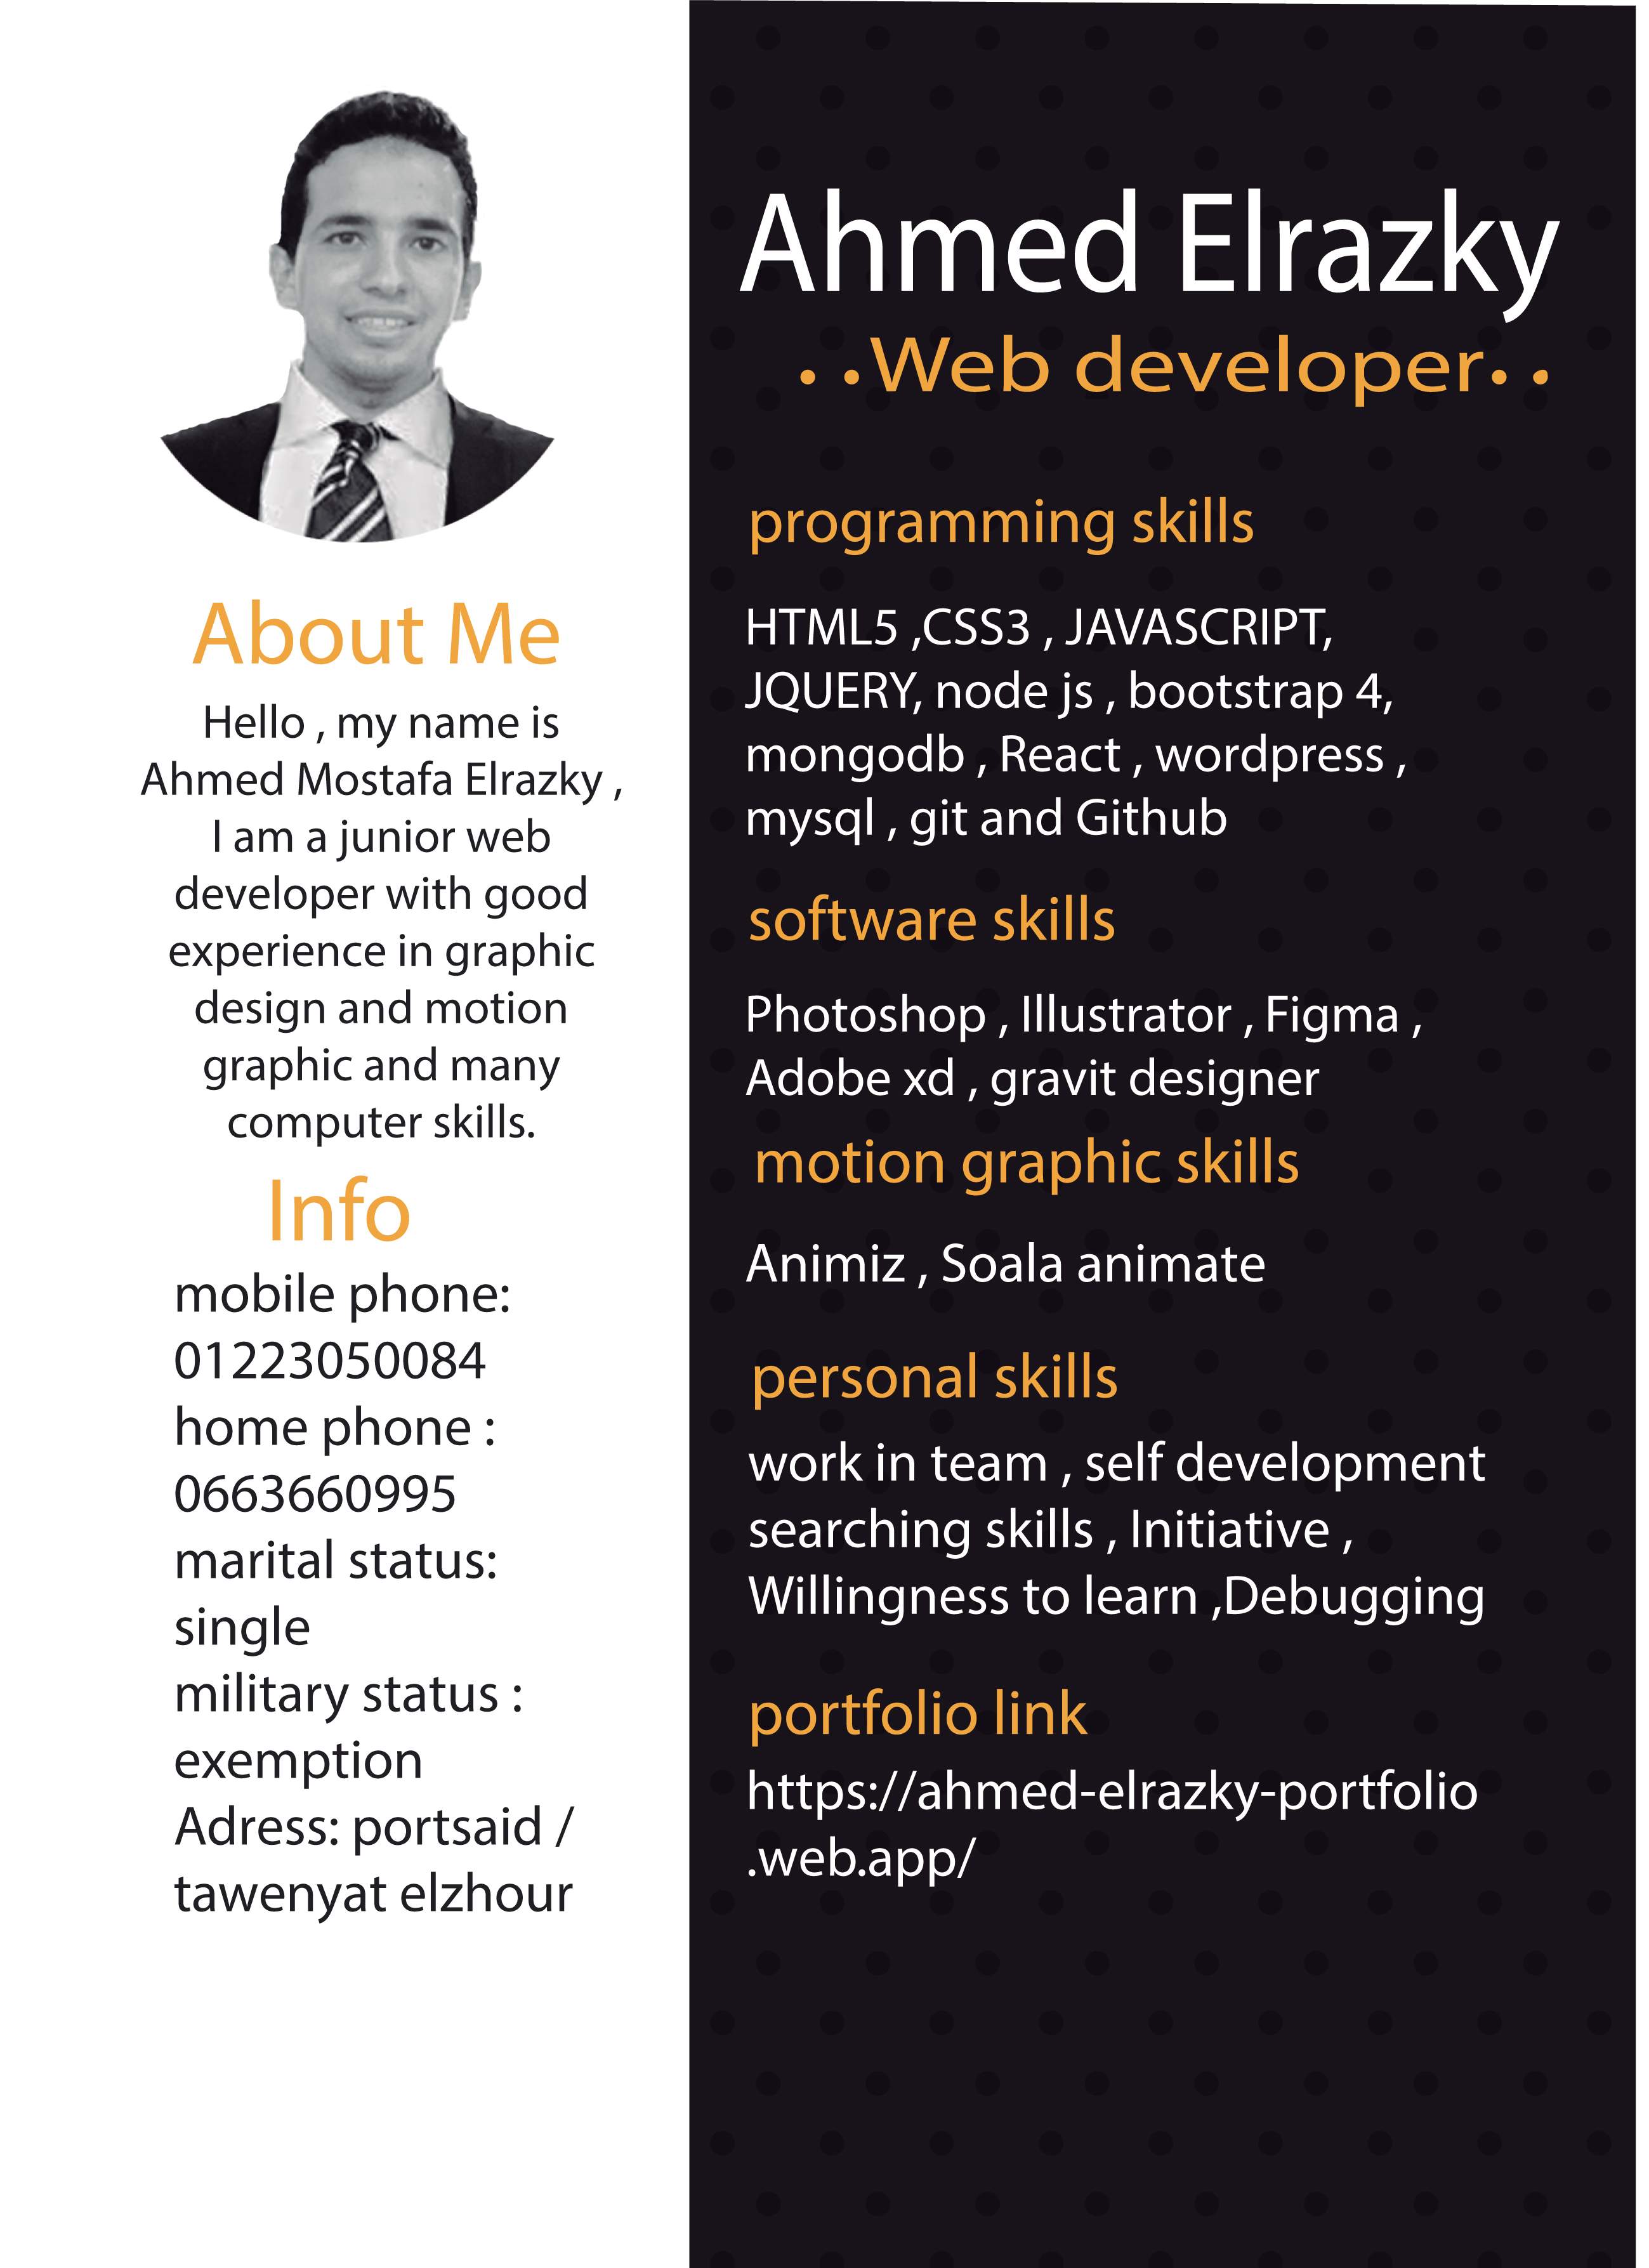 Ahmed Elrazky
..Web developer..
About Me
Hello , my name is
Ahmed Mostafa Elrazky ,
I am a junior web
developer with good
experience in graphic
design and motion
graphic and many
computer skills.
Info
mobile phone:
01223050084
home phone :
0663660995
marital status:
single
military status :
exemption
Adress: portsaid /
tawenyat elzhour
programming skills
HTML5 ,CSS3 , JAVASCRIPT,
JQUERY, node js , bootstrap 4,
mongodb , React , wordpress ,
mysql , git and Github
software skills
Photoshop , Illustrator , Figma ,
Adobe xd , gravit designer
motion graphic skills
Animiz , Soala animate
personal skills
work in team , self development
searching skills , Initiative ,
Willingness to learn ,Debugging
portfolio link
https://ahmed-elrazky-portfolio
.web.app/